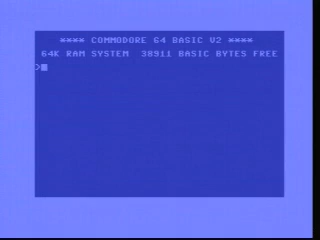 **** COMMODORE 64 BASIC V2 ****
64K RAM SYSTEM 38911 BASIC BYTES FREE
>